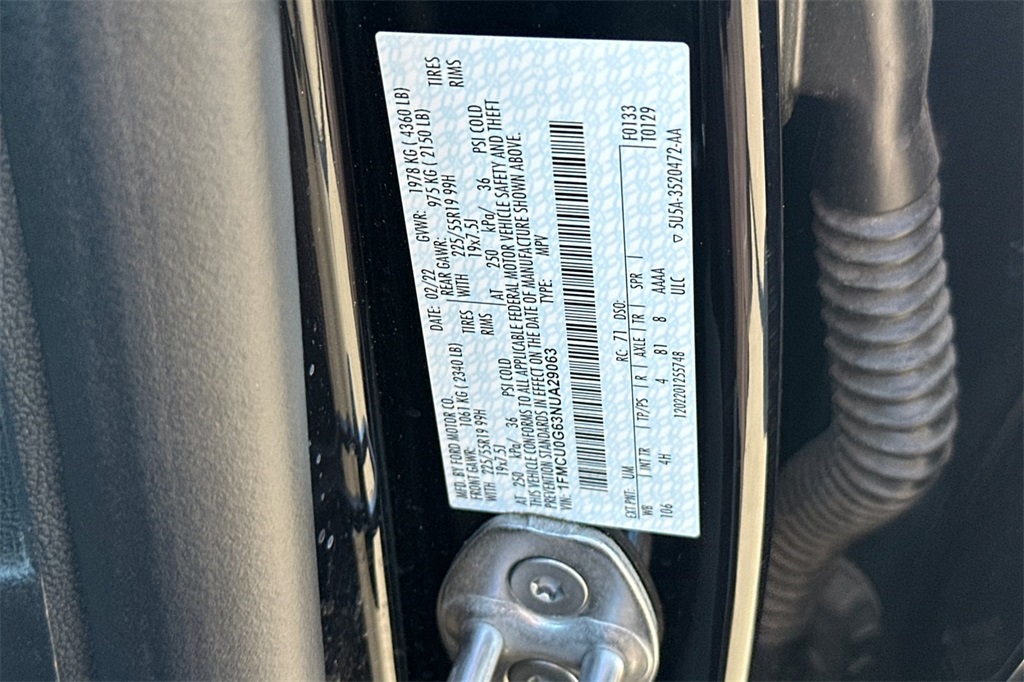 MFD. BY FORD MOTOR CO. DATE: 02/22 GVWR: 1978 KG ( 4360 LB)
FRONT GAWR: 1061 KG ( 2340 LB) REAR GAWR: 975 KG ( 2150 LB)
WITH 225/55R19 99H TIRES WITH 225/55R19 99H TIRES
19x7.5J RIMS 19x7.5J RIMS
AT 250 kPa/ 36 PSI COLD AT 250 kPa/ 36 PSI COLD
THIS VEHICLE CONFORMS TO ALL APPLICABLE FEDERAL MOTOR VEHICLE SAFETY AND THEFT
PREVENTION STANDARDS IN EFFECT ON THE DATE OF MANUFACTURE SHOWN ABOVE.
VIN: 1FMCU0G63NUA29063 TYPE: MPV
EXT PNT: UM RC: 71 DSO: F0133
WB INT TR TP/PS R AXLE TR SPR T0129
106 4H 4 81 8 AAAA
120220125574B ULC ▽ 5U5A-3520472-AA